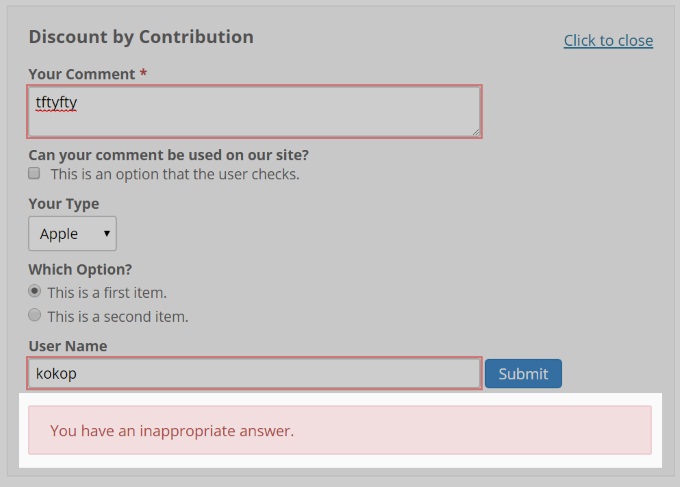 Discount by Contribution
Click to close
Your Comment *
tftyfty
Can your comment be used on our site?
This is an option that the user checks.
Your Type
Apple
Which Option?
This is a first item.
This is a second item.
User Name
kokop
Submit
You have an inappropriate answer.